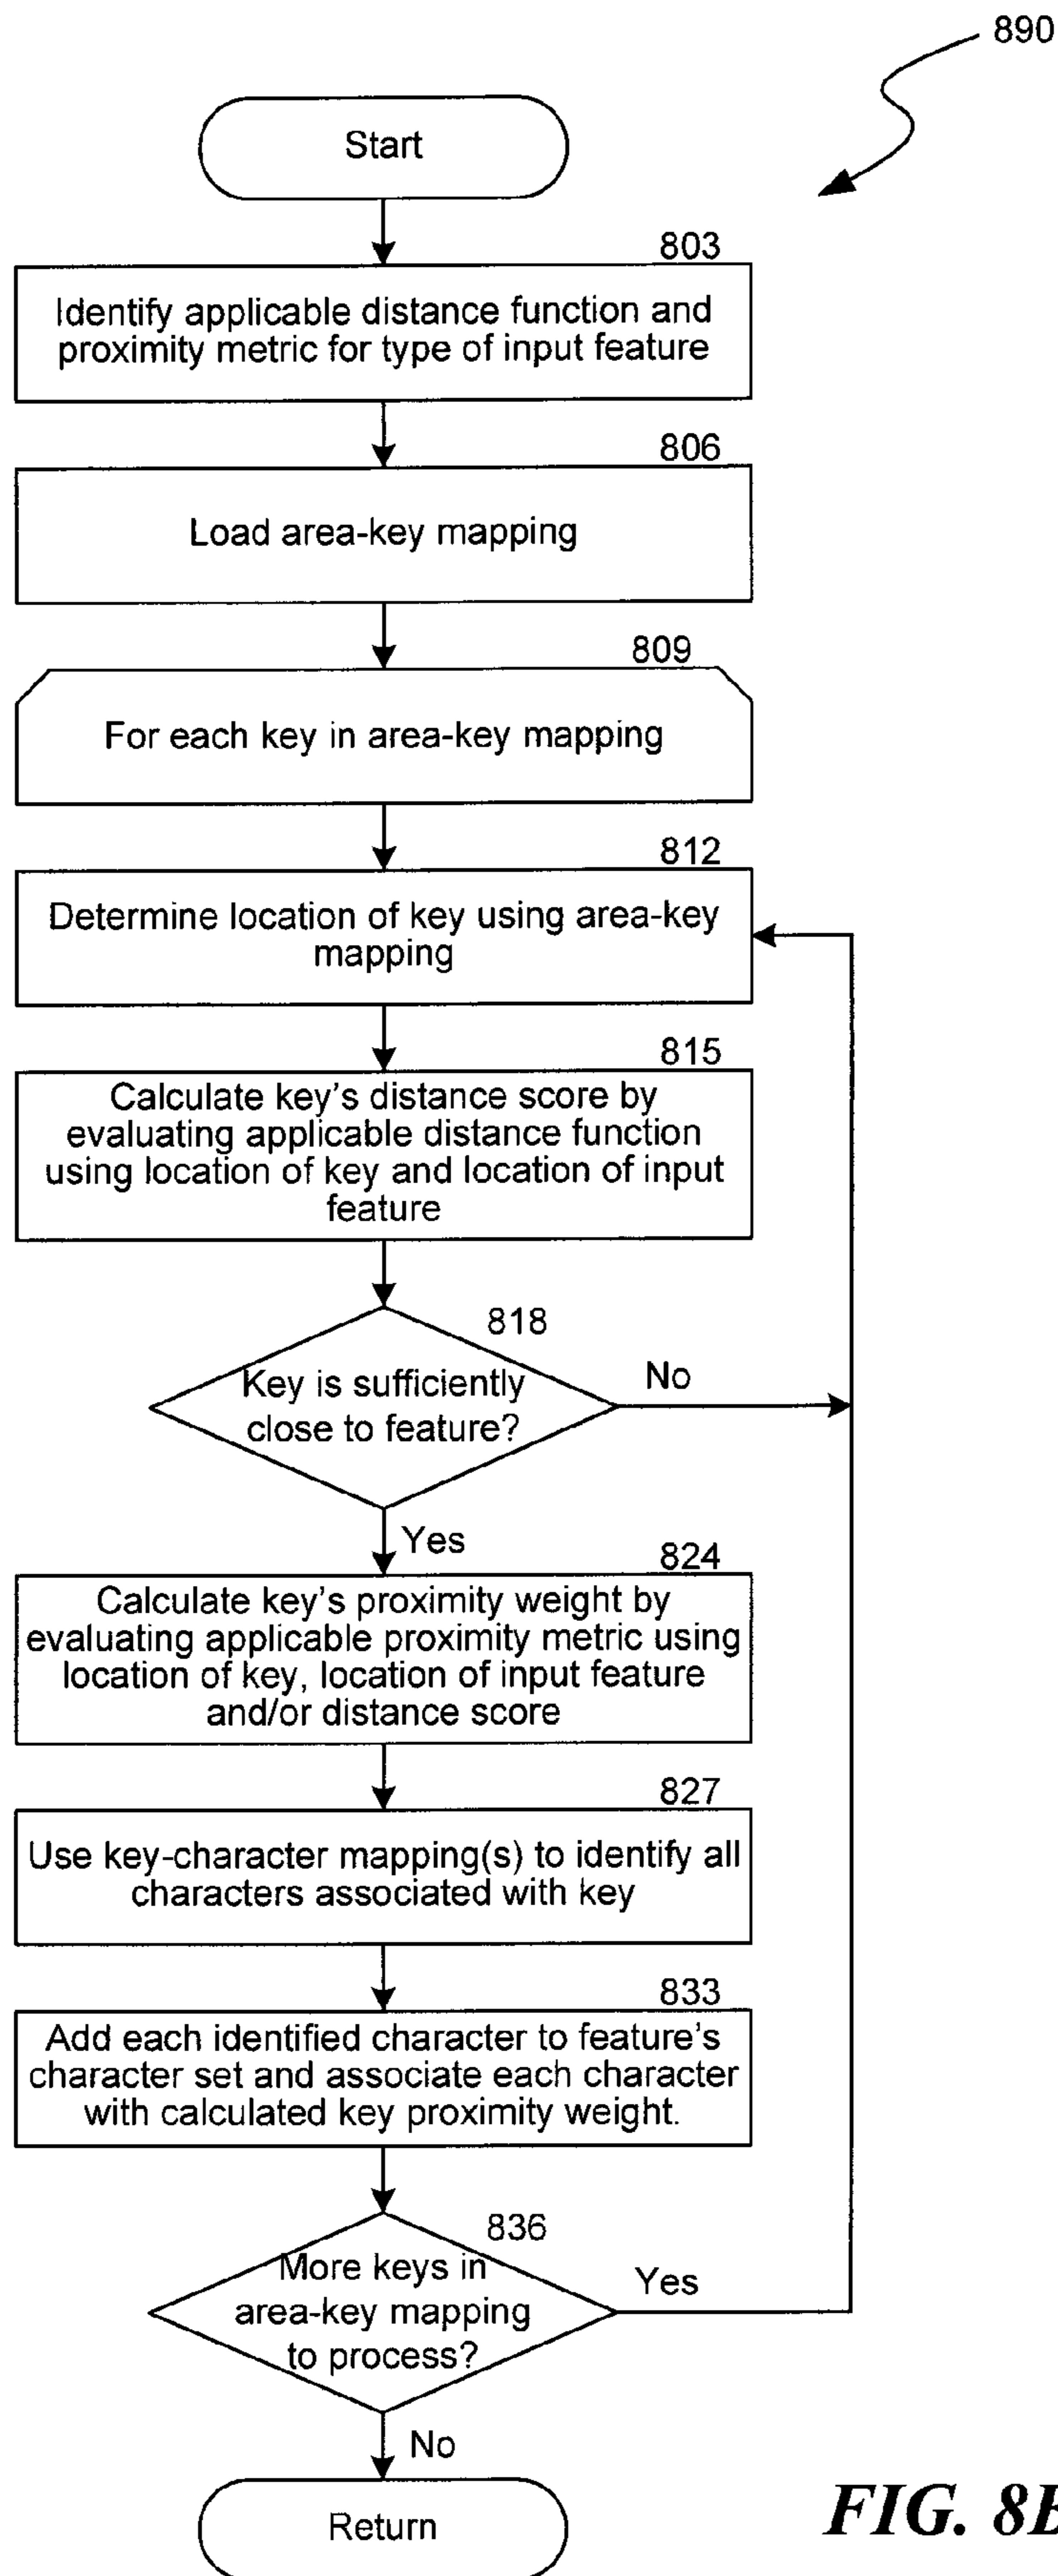 890
Start
803
Identify applicable distance function and
proximity metric for type of input feature
806
Load area-key mapping
809
For each key in area-key mapping
812
Determine location of key using area-key
mapping
815
Calculate key's distance score by
evaluating applicable distance function
using location of key and location of input
feature
818
Key is sufficiently
close to feature?
No
Yes
824
Calculate key's proximity weight by
evaluating applicable proximity metric using
location of key, location of input feature
and/or distance score
827
Use key-character mapping(s) to identify all
characters associated with key
833
Add each identified character to feature's
character set and associate each character
with calculated key proximity weight.
836
More keys in
area-key mapping
to process?
Yes
No
Return
FIG. 8B